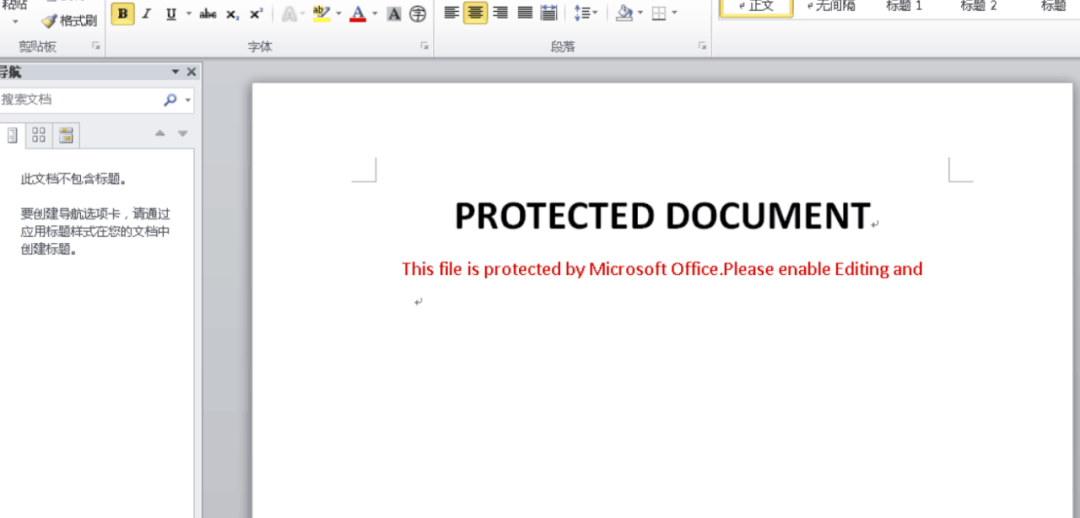 粘贴
格式刷
B I U abc x₂ x² A ab A A 字
正文 无间隔 标题 1 标题 2 标题
剪贴板 字体 段落
导航
搜索文档
此文档不包含标题。
要创建导航选项卡，请通过
应用标题样式在您的文档中
创建标题。
PROTECTED DOCUMENT
This file is protected by Microsoft Office.Please enable Editing and